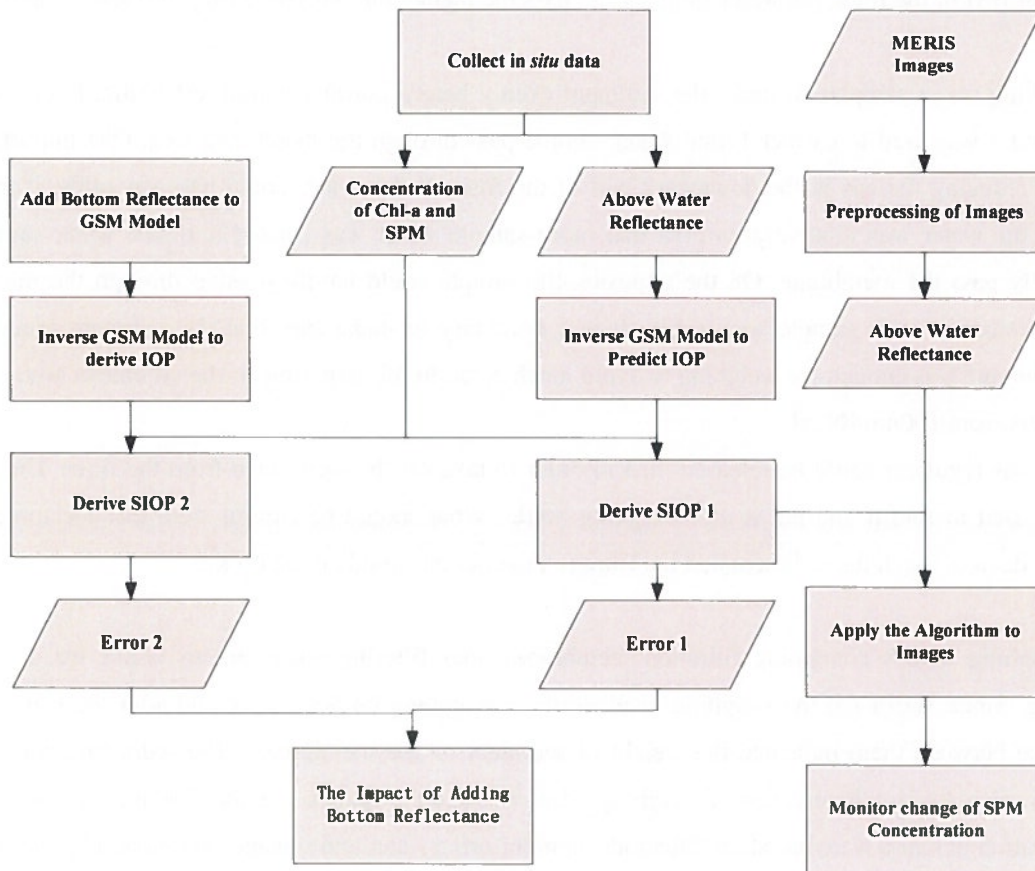 Collect in situ data
MERIS
Images
Add Bottom Reflectance to
GSM Model
Concentration
of Chl-a and
SPM
Above Water
Reflectance
Preprocessing of Images
Inverse GSM Model to
derive IOP
Inverse GSM Model to
Predict IOP
Above Water
Reflectance
Derive SIOP 2
Derive SIOP 1
Error 2
Error 1
Apply the Algorithm to
Images
The Impact of Adding
Bottom Reflectance
Monitor change of SPM
Concentration